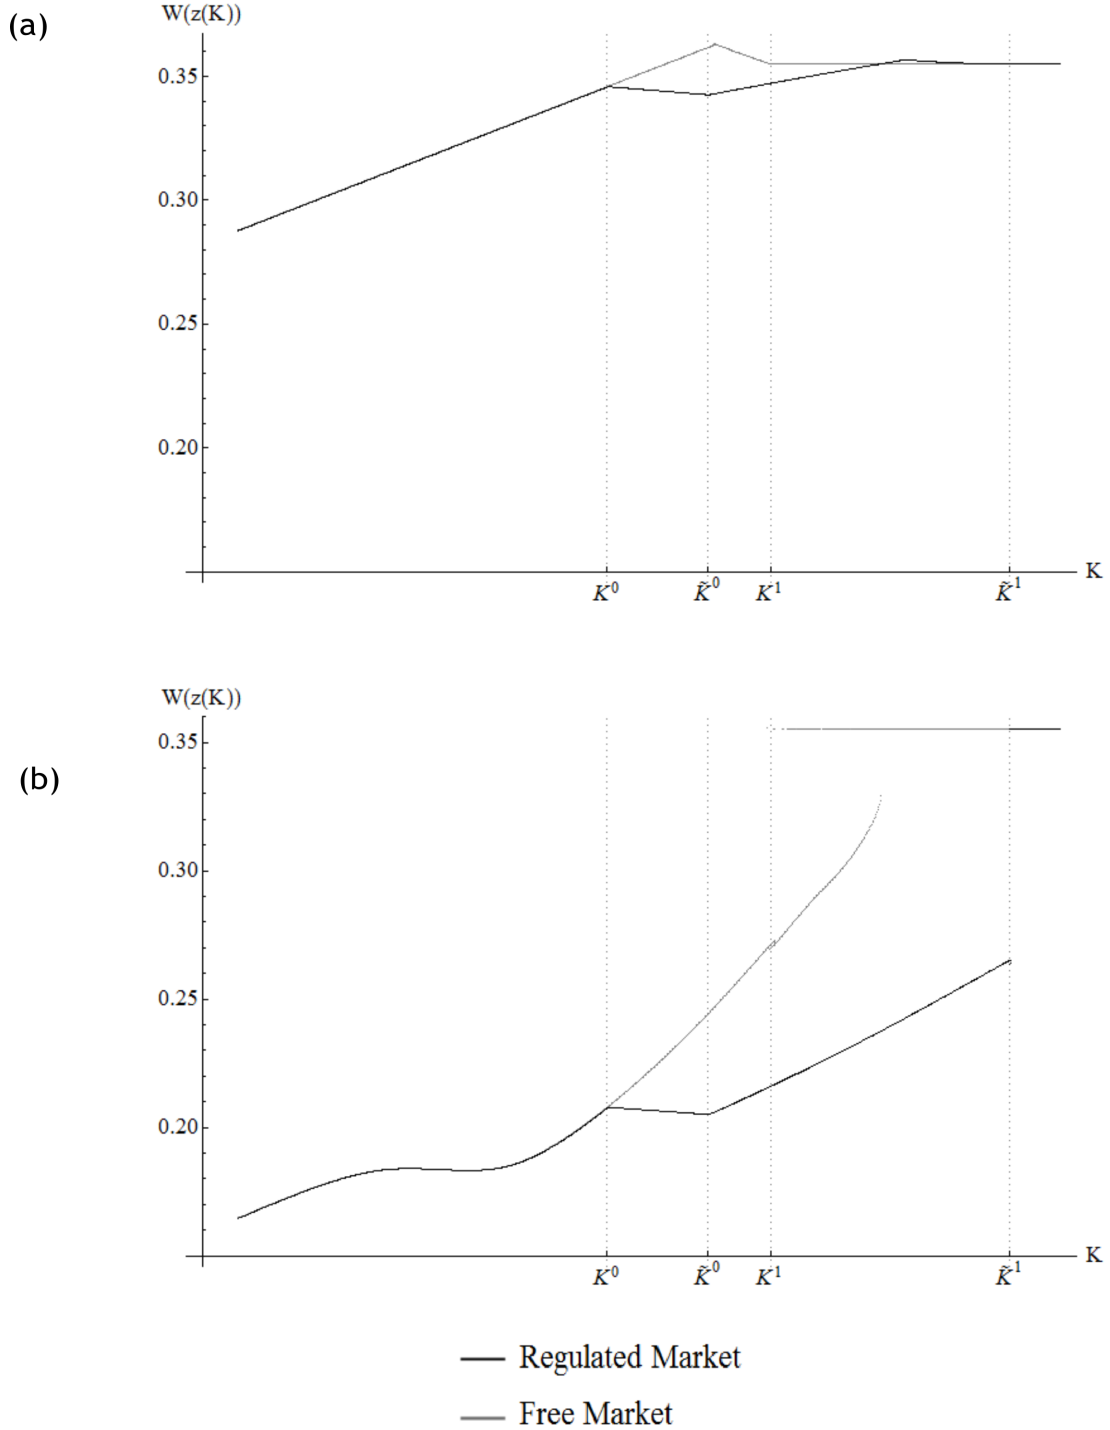 (a)
W(z(K))
0.35
0.30
0.25
0.20
K
K⁰ K̃⁰ K¹ K̃¹
(b)
W(z(K))
0.35
0.30
0.25
0.20
K
K⁰ K̃⁰ K¹ K̃¹
Regulated Market
Free Market